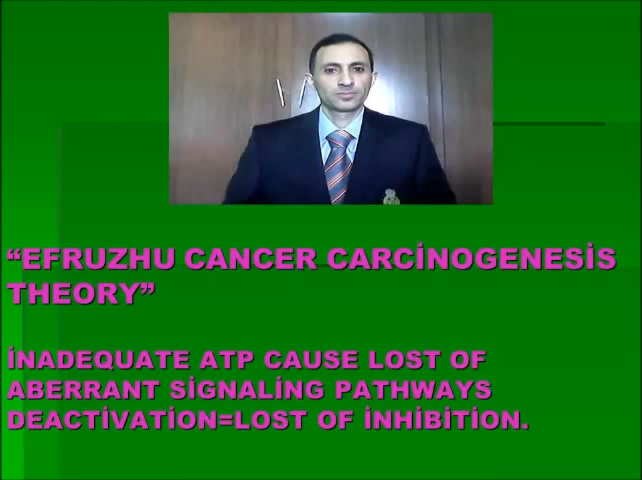 “EFRUZHU CANCER CARCİNOGENESİS
THEORY”
İNADEQUATE ATP CAUSE LOST OF
ABERRANT SİGNALİNG PATHWAYS
DEACTİVATİON=LOST OF İNHİBİTİON.